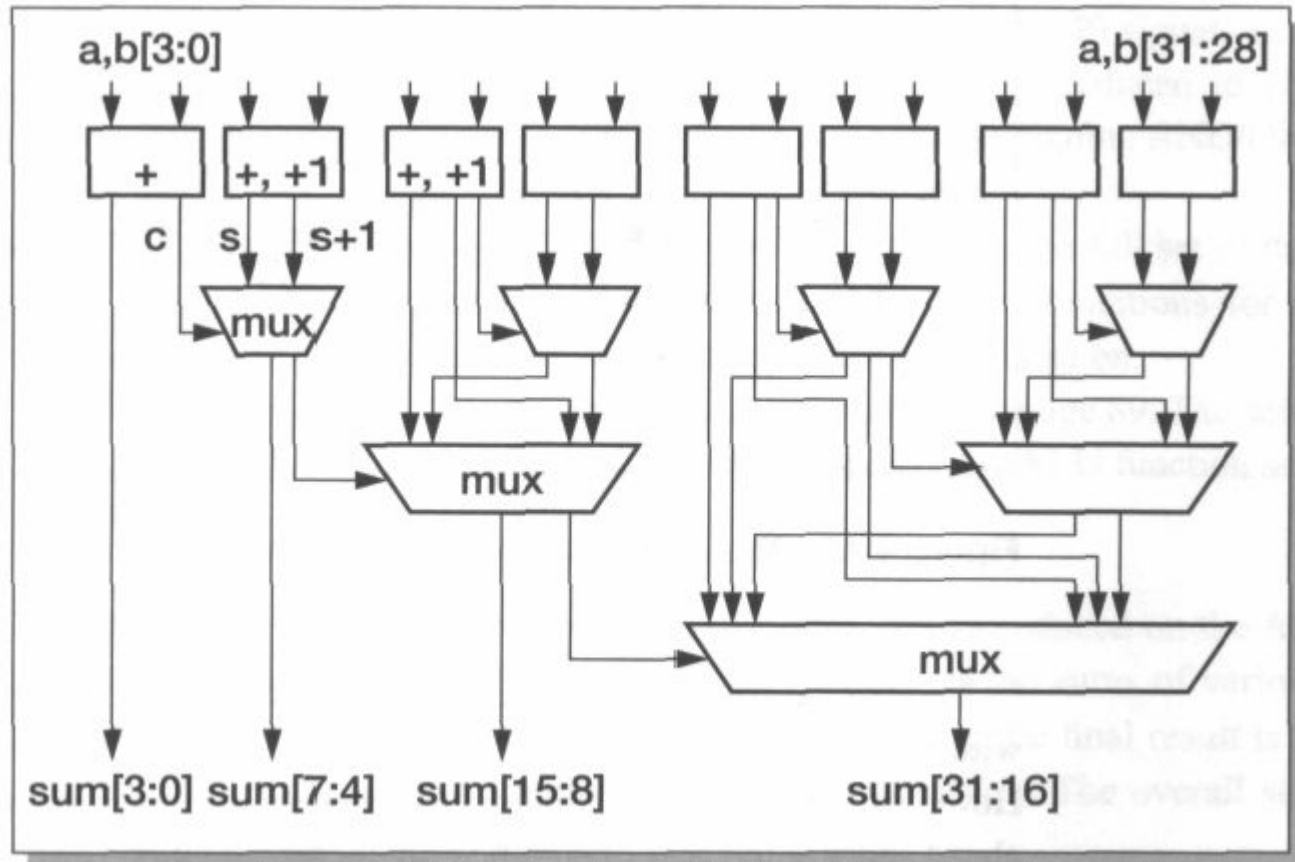 a,b[3:0] a,b[31:28]
+ +, +1 +, +1
c s s+1
mux
mux
mux
sum[3:0] sum[7:4] sum[15:8] sum[31:16]